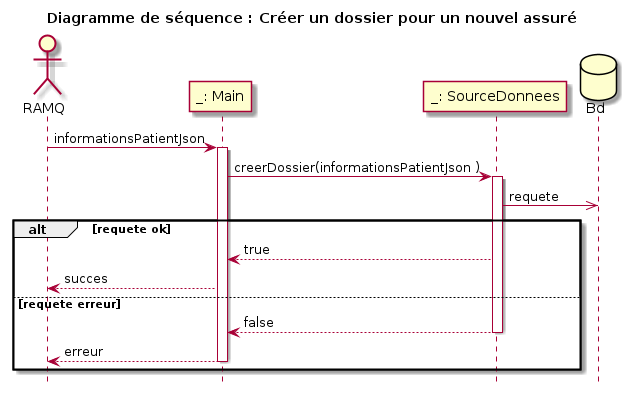 Diagramme de séquence : Créer un dossier pour un nouvel assuré
RAMQ
_: Main
_: SourceDonnees
Bd
informationsPatientJson
creerDossier(informationsPatientJson )
requete
alt [requete ok]
true
succes
[requete erreur]
false
erreur